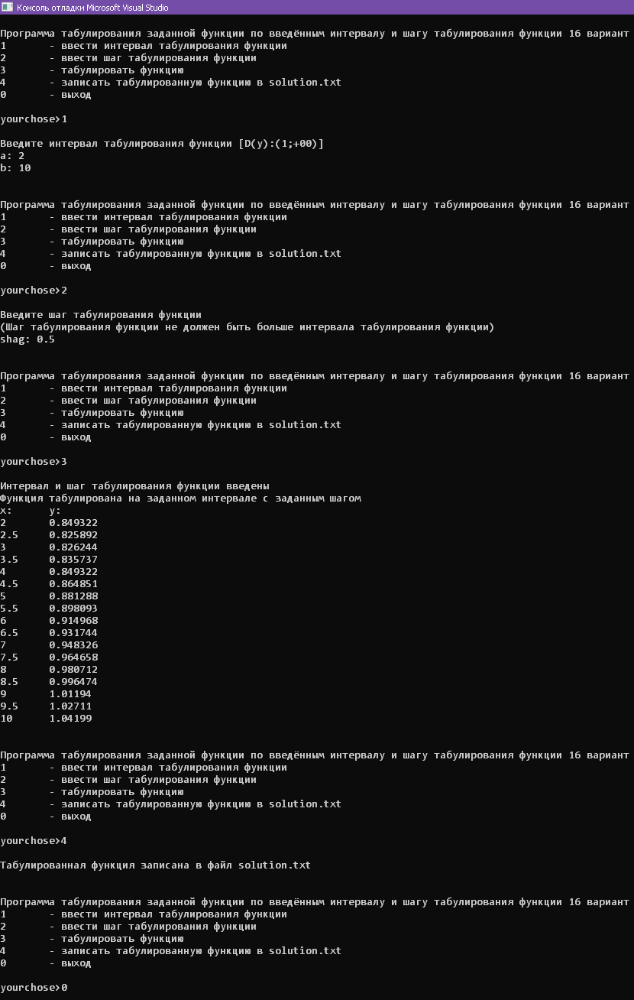 Консоль отладки Microsoft Visual Studio
Программа табулирования заданной функции по введённым интервалу и шагу табулирования функции 16 вариант
1 - ввести интервал табулирования функции
2 - ввести шаг табулирования функции
3 - табулировать функцию
4 - записать табулированную функцию в solution.txt
0 - выход
yourchose>1
Введите интервал табулирования функции [D(y):(1;+00)]
a: 2
b: 10
Программа табулирования заданной функции по введённым интервалу и шагу табулирования функции 16 вариант
1 - ввести интервал табулирования функции
2 - ввести шаг табулирования функции
3 - табулировать функцию
4 - записать табулированную функцию в solution.txt
0 - выход
yourchose>2
Введите шаг табулирования функции
(Шаг табулирования функции не должен быть больше интервала табулирования функции)
shag: 0.5
Программа табулирования заданной функции по введённым интервалу и шагу табулирования функции 16 вариант
1 - ввести интервал табулирования функции
2 - ввести шаг табулирования функции
3 - табулировать функцию
4 - записать табулированную функцию в solution.txt
0 - выход
yourchose>3
Интервал и шаг табулирования функции введены
Функция табулирована на заданном интервале с заданным шагом
x: y:
2 0.849322
2.5 0.825892
3 0.826244
3.5 0.835737
4 0.849322
4.5 0.864851
5 0.881288
5.5 0.898093
6 0.914968
6.5 0.931744
7 0.948326
7.5 0.964658
8 0.980712
8.5 0.996474
9 1.01194
9.5 1.02711
10 1.04199
Программа табулирования заданной функции по введённым интервалу и шагу табулирования функции 16 вариант
1 - ввести интервал табулирования функции
2 - ввести шаг табулирования функции
3 - табулировать функцию
4 - записать табулированную функцию в solution.txt
0 - выход
yourchose>4
Табулированная функция записана в файл solution.txt
Программа табулирования заданной функции по введённым интервалу и шагу табулирования функции 16 вариант
1 - ввести интервал табулирования функции
2 - ввести шаг табулирования функции
3 - табулировать функцию
4 - записать табулированную функцию в solution.txt
0 - выход
yourchose>0